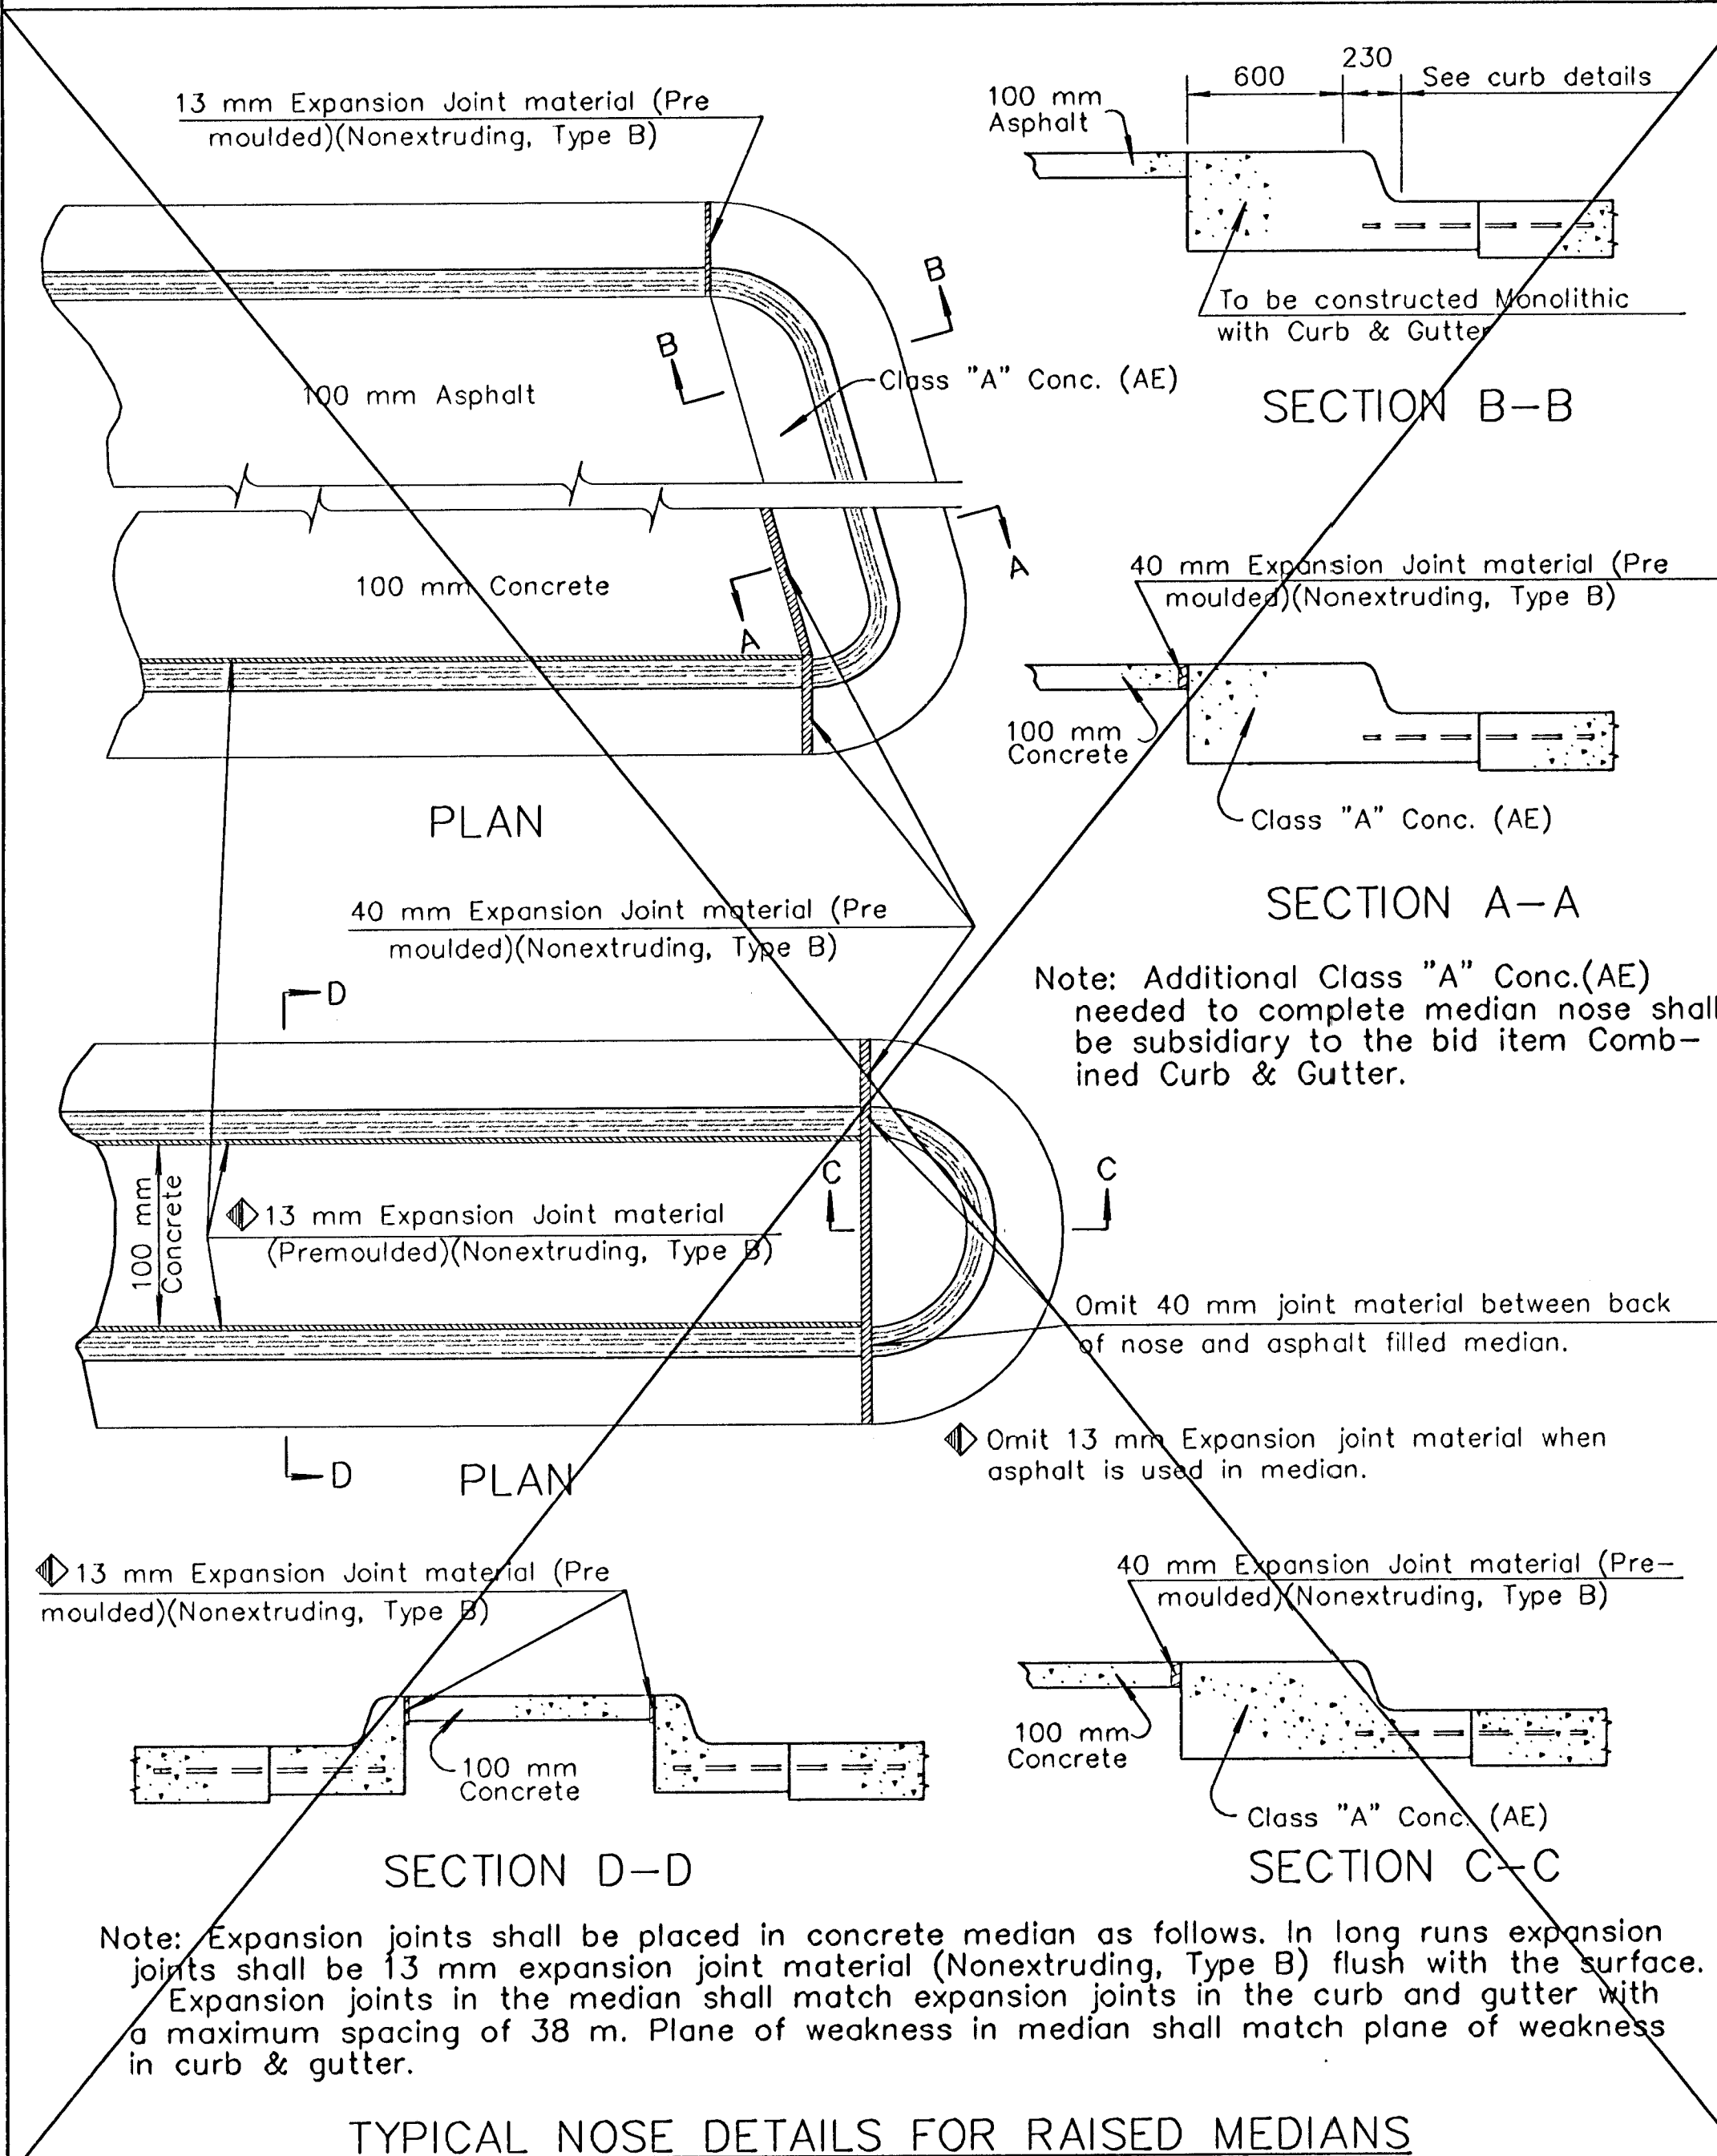 13 mm Expansion Joint material (Pre
moulded)(Nonextruding, Type B)
100 mm
Asphalt
600
230
See curb details
To be constructed Monolithic
with Curb & Gutter
SECTION B-B
B
B
100 mm Asphalt
Class "A" Conc. (AE)
100 mm Concrete
A
A
PLAN
40 mm Expansion Joint material (Pre
moulded)(Nonextruding, Type B)
100 mm
Concrete
Class "A" Conc. (AE)
SECTION A-A
40 mm Expansion Joint material (Pre
moulded)(Nonextruding, Type B)
Note: Additional Class "A" Conc.(AE)
needed to complete median nose shall
be subsidiary to the bid item Comb-
ined Curb & Gutter.
D
C
C
100 mm
Concrete
13 mm Expansion Joint material
(Premoulded)(Nonextruding, Type B)
Omit 40 mm joint material between back
of nose and asphalt filled median.
D
PLAN
Omit 13 mm Expansion joint material when
asphalt is used in median.
13 mm Expansion Joint material (Pre
moulded)(Nonextruding, Type B)
100 mm
Concrete
SECTION D-D
40 mm Expansion Joint material (Pre-
moulded)(Nonextruding, Type B)
100 mm
Concrete
Class "A" Conc. (AE)
SECTION C-C
Note: Expansion joints shall be placed in concrete median as follows. In long runs expansion
joints shall be 13 mm expansion joint material (Nonextruding, Type B) flush with the surface.
Expansion joints in the median shall match expansion joints in the curb and gutter with
a maximum spacing of 38 m. Plane of weakness in median shall match plane of weakness
in curb & gutter.
TYPICAL NOSE DETAILS FOR RAISED MEDIANS